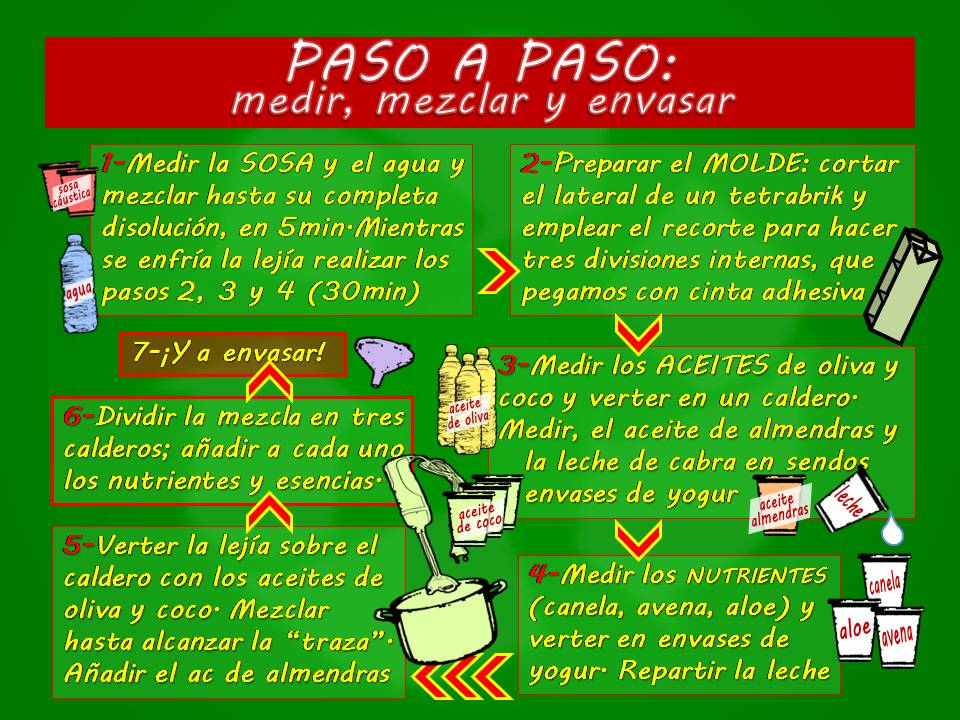 PASO A PASO:
medir, mezclar y envasar
1-Medir la SOSA y el agua y
mezclar hasta su completa
disolución, en 5min.Mientras
se enfría la lejía realizar los
pasos 2, 3 y 4 (30min)
sosa
cáustica
agua
2-Preparar el MOLDE: cortar
el lateral de un tetrabrik y
emplear el recorte para hacer
tres divisiones internas, que
pegamos con cinta adhesiva
3-Medir los ACEITES de oliva y
coco y verter en un caldero.
Medir, el aceite de almendras y
la leche de cabra en sendos
envases de yogur
aceite
de oliva
aceite
de coco
aceite
almendras
leche
4-Medir los NUTRIENTES
(canela, avena, aloe) y
verter en envases de
yogur. Repartir la leche
canela
aloe
avena
5-Verter la lejía sobre el
caldero con los aceites de
oliva y coco. Mezclar
hasta alcanzar la “traza”.
Añadir el ac de almendras
6-Dividir la mezcla en tres
calderos; añadir a cada uno
los nutrientes y esencias.
7-¡Y a envasar!